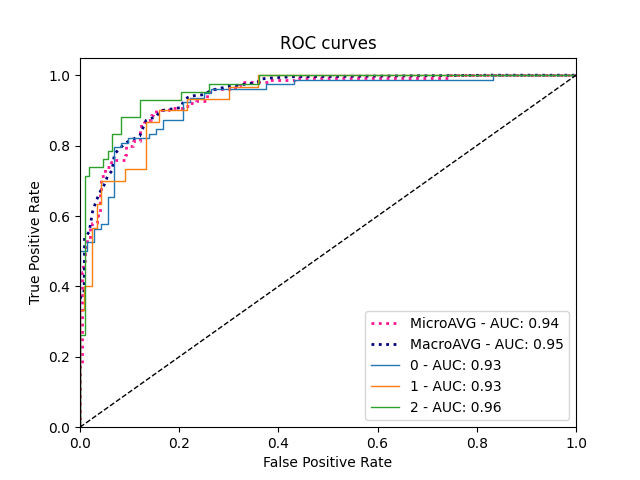 ROC curves
True Positive Rate
1.0
0.8
0.6
0.4
0.2
0.0
MicroAVG - AUC: 0.94
MacroAVG - AUC: 0.95
0 - AUC: 0.93
1 - AUC: 0.93
2 - AUC: 0.96
0.0 0.2 0.4 0.6 0.8 1.0
False Positive Rate